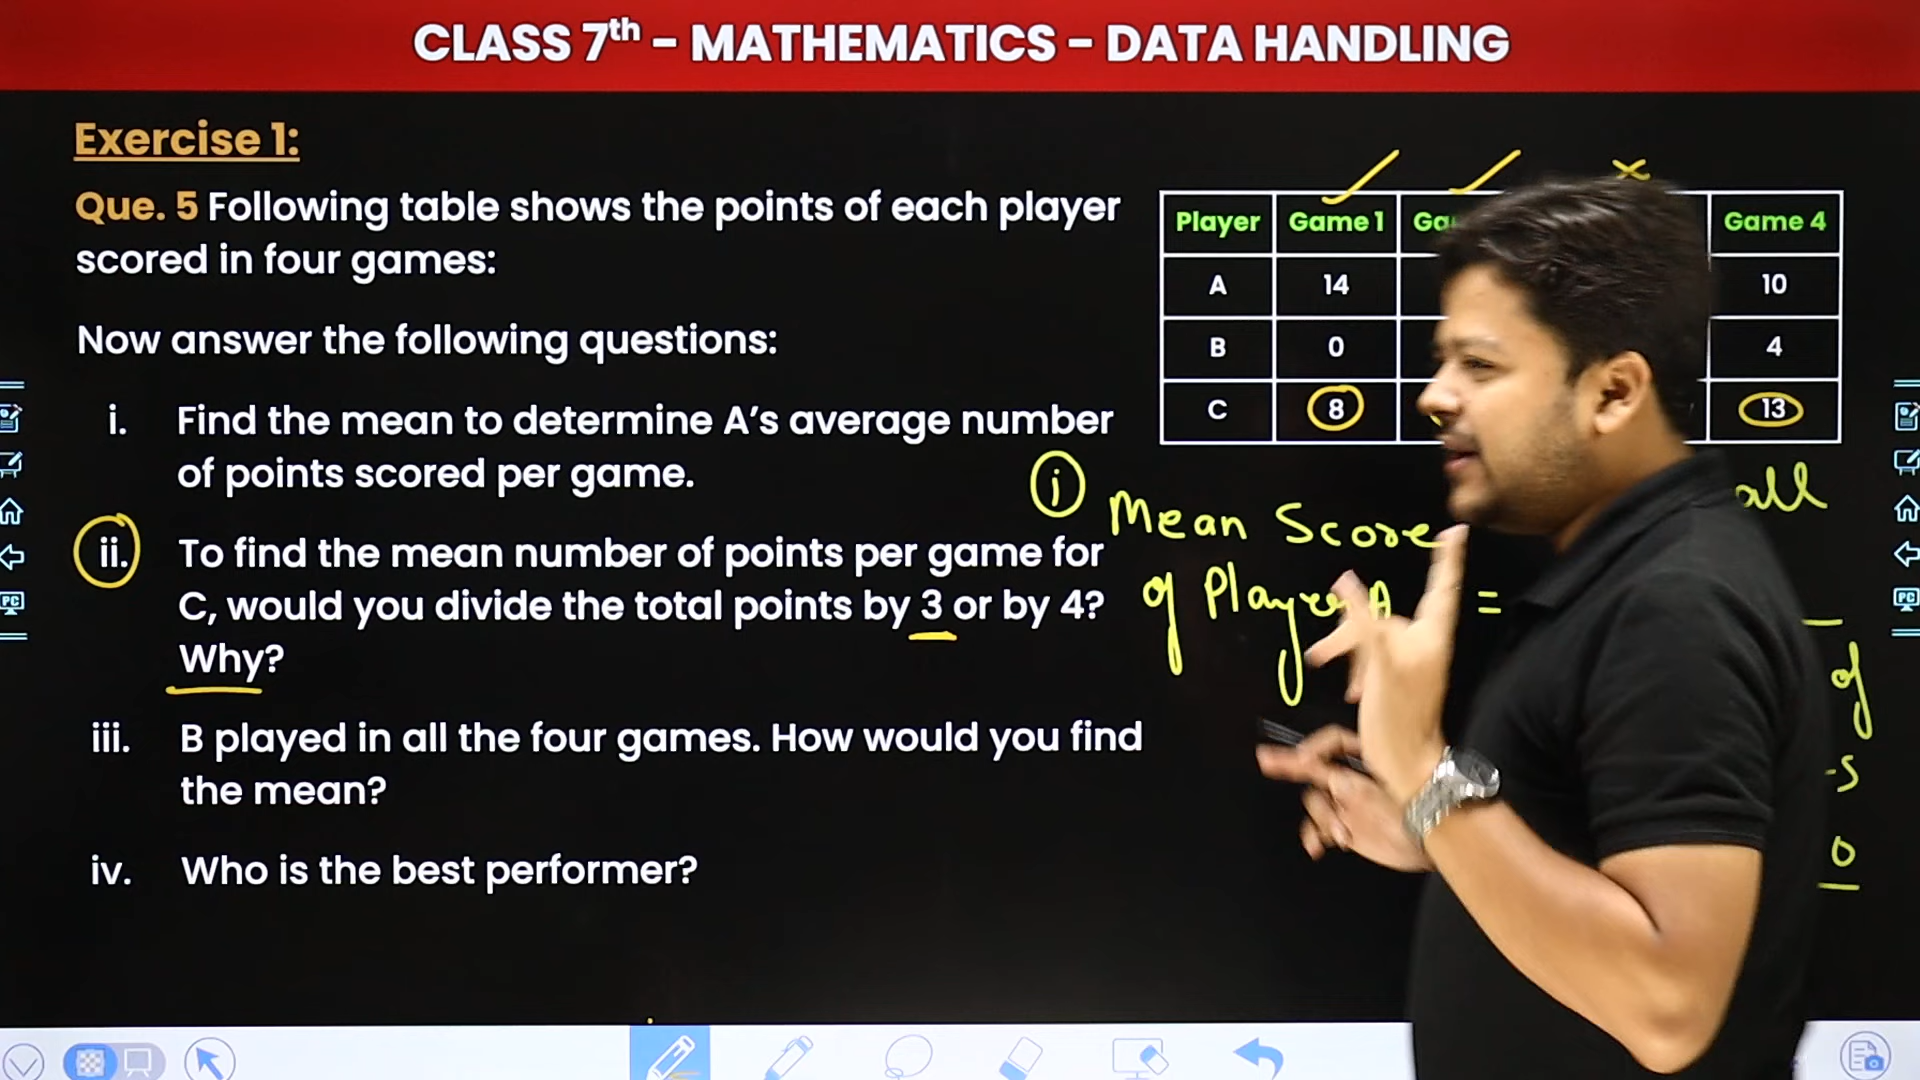 CLASS 7th - MATHEMATICS - DATA HANDLING
Exercise 1:
Que. 5 Following table shows the points of each player
scored in four games:
Now answer the following questions:
i. Find the mean to determine A's average number
of points scored per game.
ii. To find the mean number of points per game for
C, would you divide the total points by 3 or by 4?
Why?
iii. B played in all the four games. How would you find
the mean?
iv. Who is the best performer?
Player Game 1 Game 4
A 14 10
B 0 4
C 8 13
i Mean Score all
of Player A =
of
-s
0
PC
PC